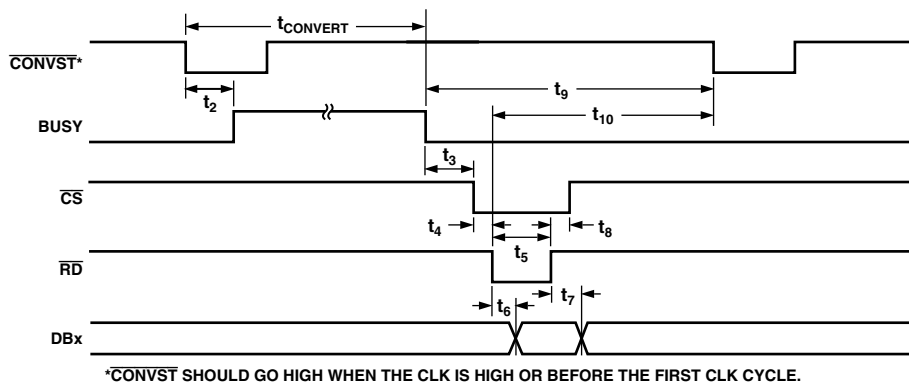 tCONVERT
CONVST*
t2
t9
t10
BUSY
t3
CS
t4
t5
t8
RD
t6
t7
DBx
*CONVST SHOULD GO HIGH WHEN THE CLK IS HIGH OR BEFORE THE FIRST CLK CYCLE.